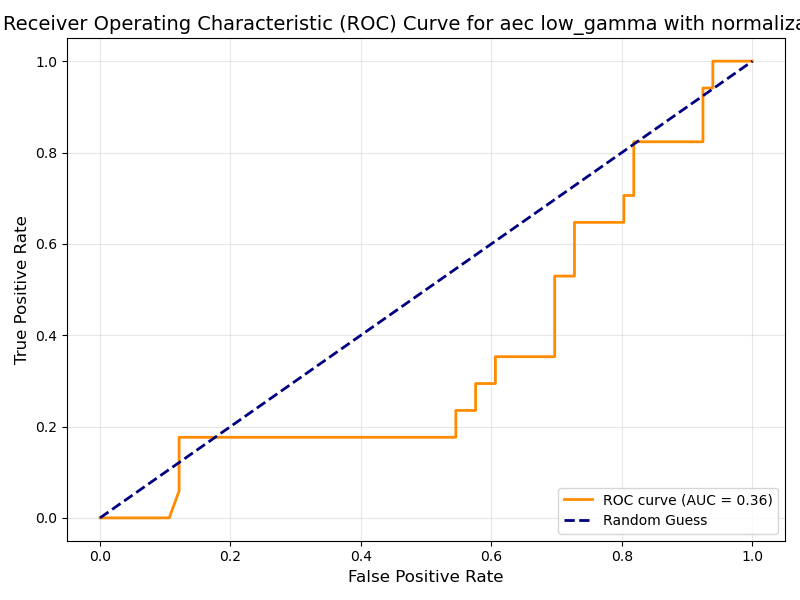 Receiver Operating Characteristic (ROC) Curve for aec low_gamma with normaliza
1.0
0.8
0.6
0.4
0.2
0.0
True Positive Rate
0.0 0.2 0.4 0.6 0.8 1.0
False Positive Rate
ROC curve (AUC = 0.36)
Random Guess